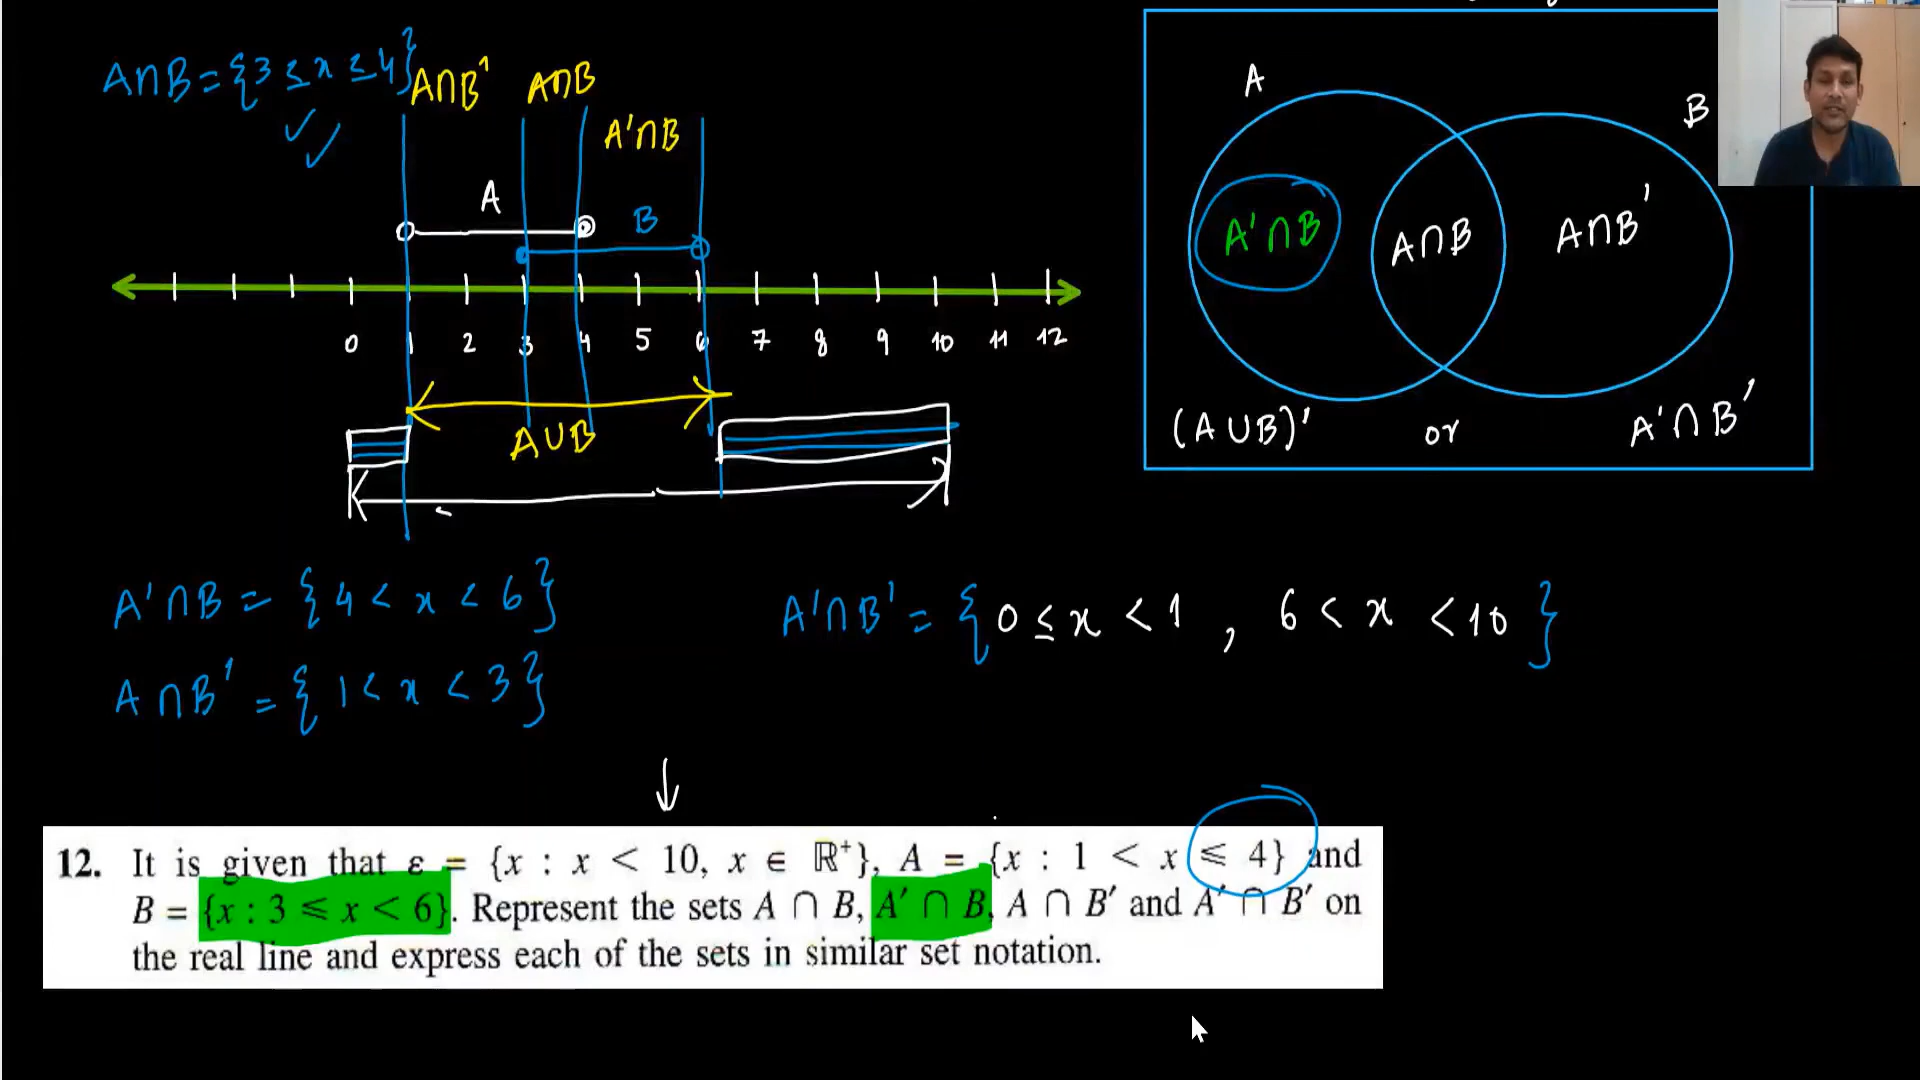 A∩B = {3 ≤ x ≤ 4}
A∩B' A∩B
A'∩B
A
B
0 1 2 3 4 5 6 7 8 9 10 11 12
A∪B
A
B
A'∩B A∩B A∩B'
(A∪B)' or A'∩B'
A'∩B = {4 < x < 6}
A∩B' = {1 < x < 3}
A'∩B' = {0 ≤ x < 1 , 6 < x < 10}
12. It is given that ε = {x : x < 10, x ∈ ℝ⁺}, A = {x : 1 < x ⩽ 4} and
B = {x : 3 ⩽ x < 6}. Represent the sets A ∩ B, A' ∩ B, A ∩ B' and A' ∩ B' on
the real line and express each of the sets in similar set notation.